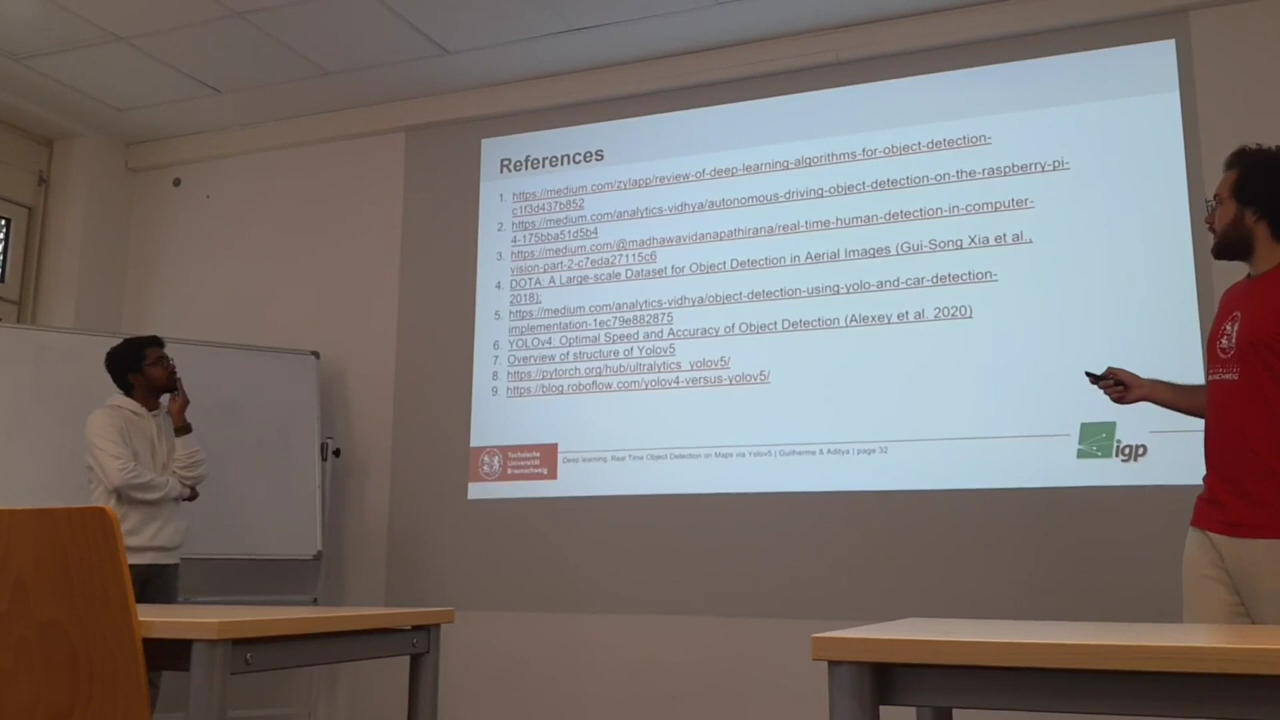 References
1. https://medium.com/zylapp/review-of-deep-learning-algorithms-for-object-detection-
c1f3d437b852
2. https://medium.com/analytics-vidhya/autonomous-driving-object-detection-on-the-raspberry-pi-
4-175bba51d5b4
3. https://medium.com/@madhawavidanapathirana/real-time-human-detection-in-computer-
vision-part-2-c7eda27115c6
4. DOTA: A Large-scale Dataset for Object Detection in Aerial Images (Gui-Song Xia et al.,
2018);
5. https://medium.com/analytics-vidhya/object-detection-using-yolo-and-car-detection-
implementation-1ec79e882875
6. YOLOv4: Optimal Speed and Accuracy of Object Detection (Alexey et al. 2020)
7. Overview of structure of Yolov5
8. https://pytorch.org/hub/ultralytics_yolov5/
9. https://blog.roboflow.com/yolov4-versus-yolov5/
Technische
Universität
Braunschweig
Deep learning. Real Time Object Detection on Maps via Yolov5 | Guilherme & Aditya | page 32
igp